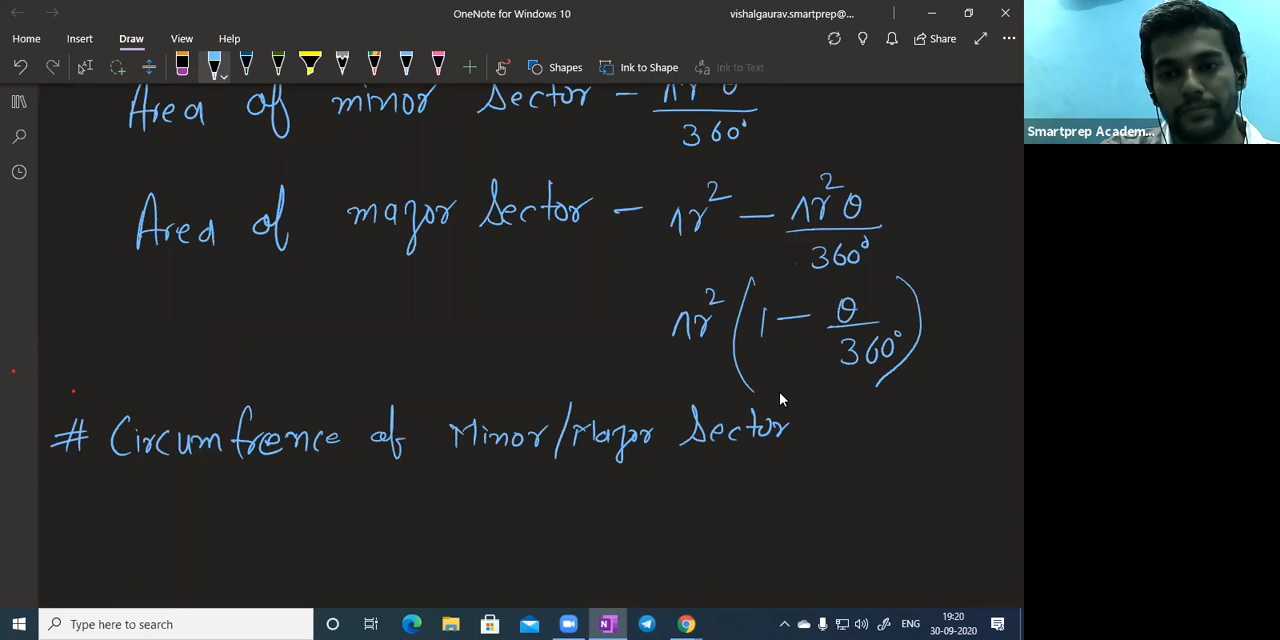 OneNote for Windows 10
vishalgaurav.smartprep@...
Home Insert Draw View Help
Share
Shapes Ink to Shape Ink to Text
Area of minor Sector - πr²θ/360°
Area of major Sector - πr² - πr²θ/360°
πr² (1 - θ/360°)
# Circumfrence of Minor/Major Sector
Smartprep Academ...
Type here to search
ENG
19:20
30-09-2020